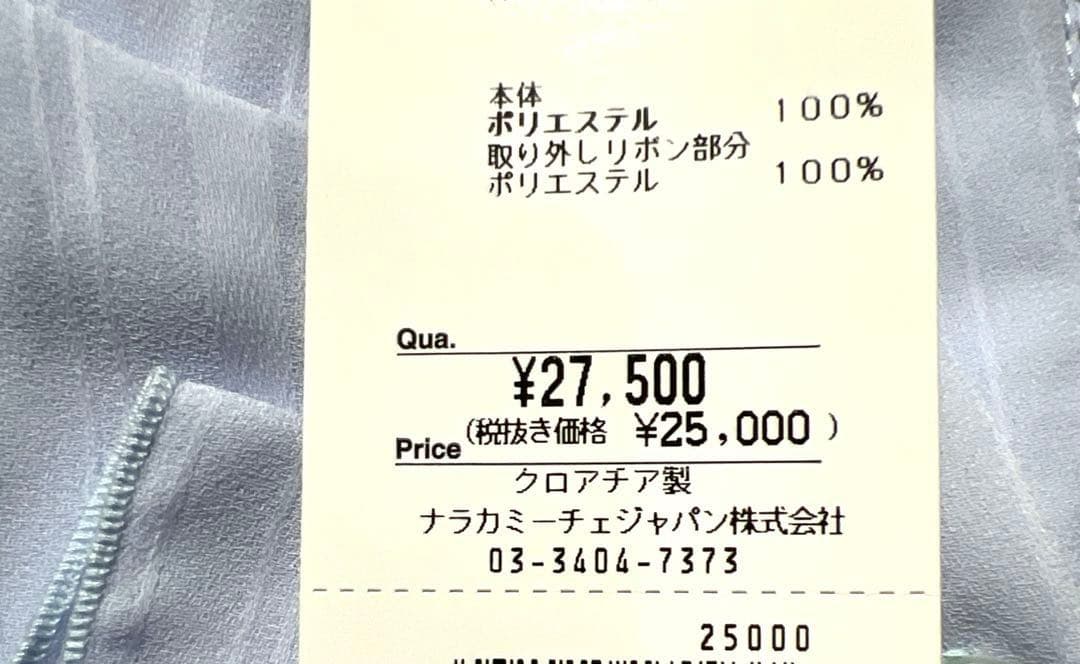 本体
ポリエステル 100%
取り外しリボン部分
ポリエステル 100%
Qua.
¥27,500
(税抜き価格 ¥25,000)
Price
クロアチア製
ナラカミーチェジャパン株式会社
03-3404-7373
25000